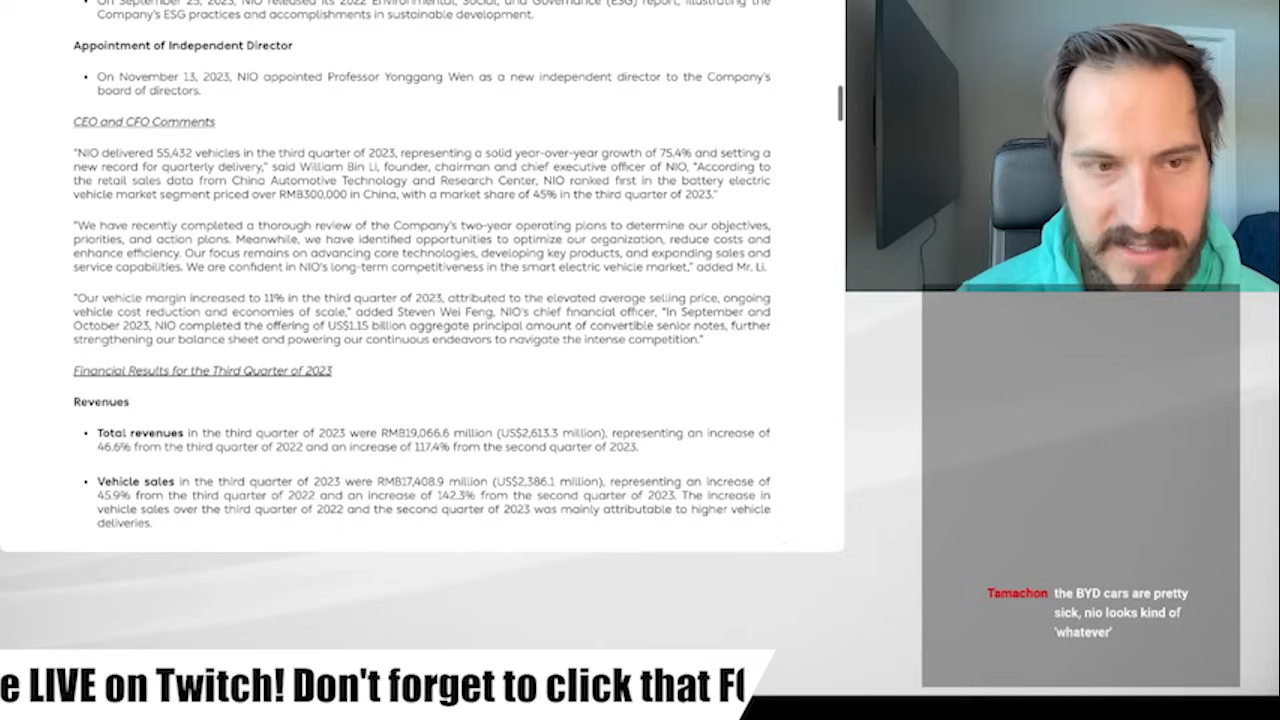 • On September 25, 2023, NIO released its 2022 Environmental, Social, and Governance (ESG) report, illustrating the
Company's ESG practices and accomplishments in sustainable development.
Appointment of Independent Director
• On November 13, 2023, NIO appointed Professor Yonggang Wen as a new independent director to the Company's
board of directors.
CEO and CFO Comments
"NIO delivered 55,432 vehicles in the third quarter of 2023, representing a solid year-over-year growth of 75.4% and setting a
new record for quarterly delivery," said William Bin Li, founder, chairman and chief executive officer of NIO, "According to
the retail sales data from China Automotive Technology and Research Center, NIO ranked first in the battery electric
vehicle market segment priced over RMB300,000 in China, with a market share of 45% in the third quarter of 2023."
"We have recently completed a thorough review of the Company's two-year operating plans to determine our objectives,
priorities, and action plans. Meanwhile, we have identified opportunities to optimize our organization, reduce costs and
enhance efficiency. Our focus remains on advancing core technologies, developing key products, and expanding sales and
service capabilities. We are confident in NIO's long-term competitiveness in the smart electric vehicle market," added Mr. Li.
"Our vehicle margin increased to 11% in the third quarter of 2023, attributed to the elevated average selling price, ongoing
vehicle cost reduction and economies of scale," added Steven Wei Feng, NIO's chief financial officer, "In September and
October 2023, NIO completed the offering of US$1.15 billion aggregate principal amount of convertible senior notes, further
strengthening our balance sheet and powering our continuous endeavors to navigate the intense competition."
Financial Results for the Third Quarter of 2023
Revenues
• Total revenues in the third quarter of 2023 were RMB19,066.6 million (US$2,613.3 million), representing an increase of
46.6% from the third quarter of 2022 and an increase of 117.4% from the second quarter of 2023.
• Vehicle sales in the third quarter of 2023 were RMB17,408.9 million (US$2,386.1 million), representing an increase of
45.9% from the third quarter of 2022 and an increase of 142.3% from the second quarter of 2023. The increase in
vehicle sales over the third quarter of 2022 and the second quarter of 2023 was mainly attributable to higher vehicle
deliveries.
Tamachon the BYD cars are pretty
sick, nio looks kind of
'whatever'
e LIVE on Twitch! Don't forget to click that